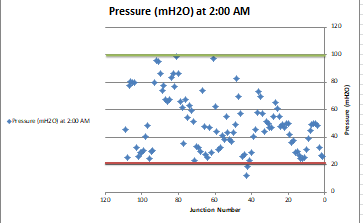 Pressure (mH2O) at 2:00 AM
120
100
80
60
40
20
0
Pressure (mH2O)
Pressure (mH2O) at 2:00 AM
120 100 80 60 40 20 0
Junction Number